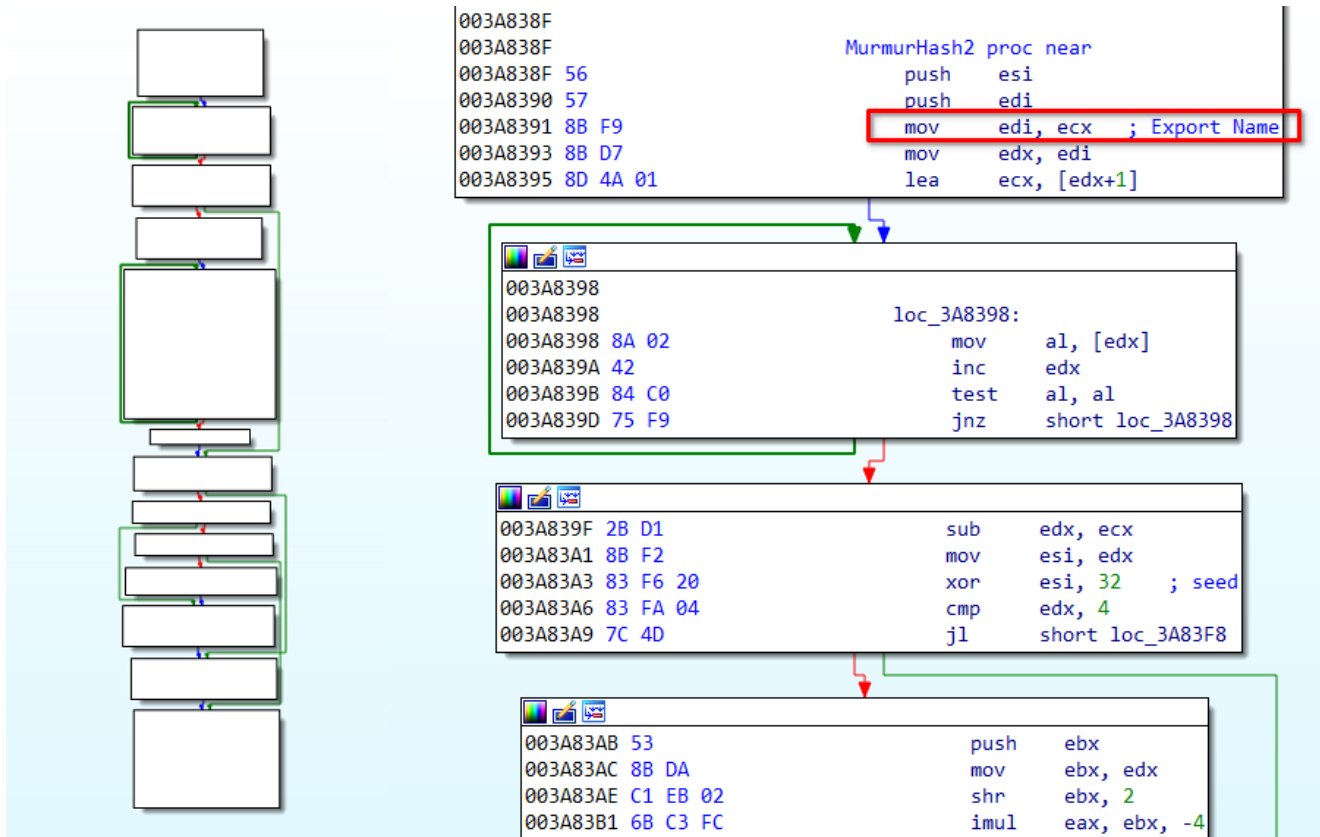 003A838F
003A838F MurmurHash2 proc near
003A838F 56 push esi
003A8390 57 push edi
003A8391 8B F9 mov edi, ecx ; Export Name
003A8393 8B D7 mov edx, edi
003A8395 8D 4A 01 lea ecx, [edx+1]
003A8398
003A8398 loc_3A8398:
003A8398 8A 02 mov al, [edx]
003A839A 42 inc edx
003A839B 84 C0 test al, al
003A839D 75 F9 jnz short loc_3A8398
003A839F 2B D1 sub edx, ecx
003A83A1 8B F2 mov esi, edx
003A83A3 83 F6 20 xor esi, 32 ; seed
003A83A6 83 FA 04 cmp edx, 4
003A83A9 7C 4D jl short loc_3A83F8
003A83AB 53 push ebx
003A83AC 8B DA mov ebx, edx
003A83AE C1 EB 02 shr ebx, 2
003A83B1 6B C3 FC imul eax, ebx, -4